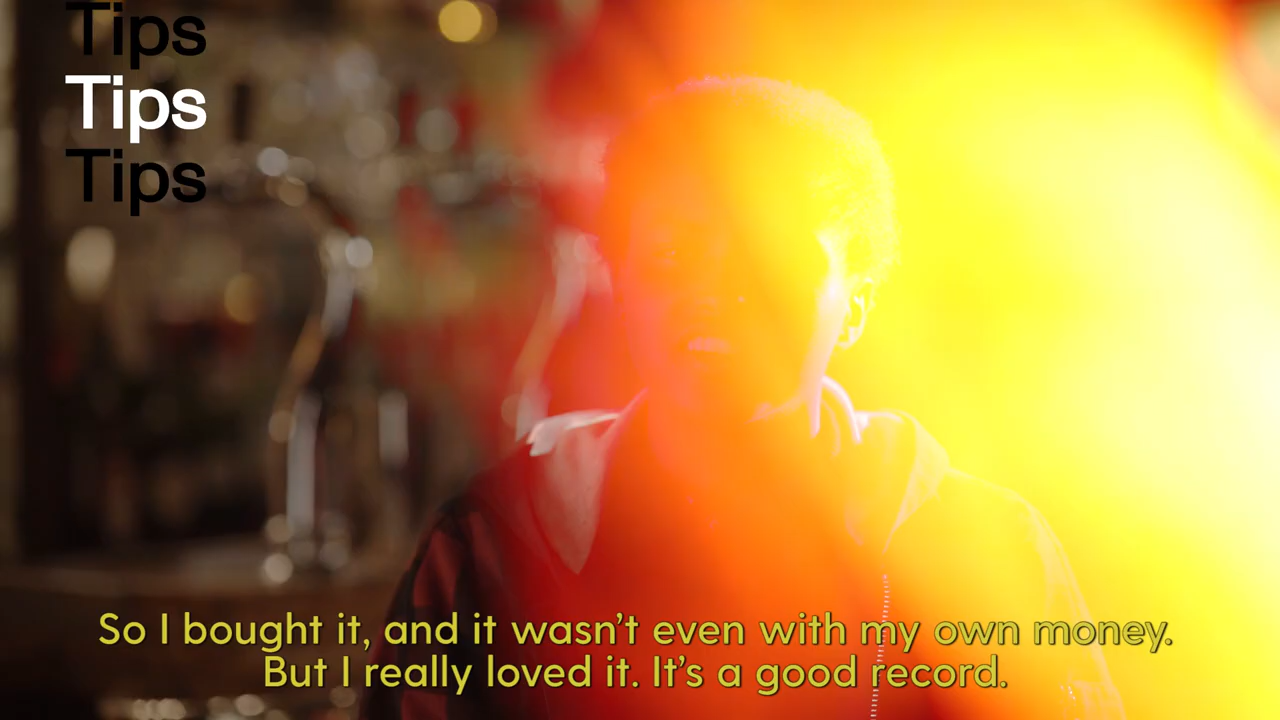 Tips
Tips
Tips
So I bought it, and it wasn't even with my own money.
But I really loved it. It's a good record.